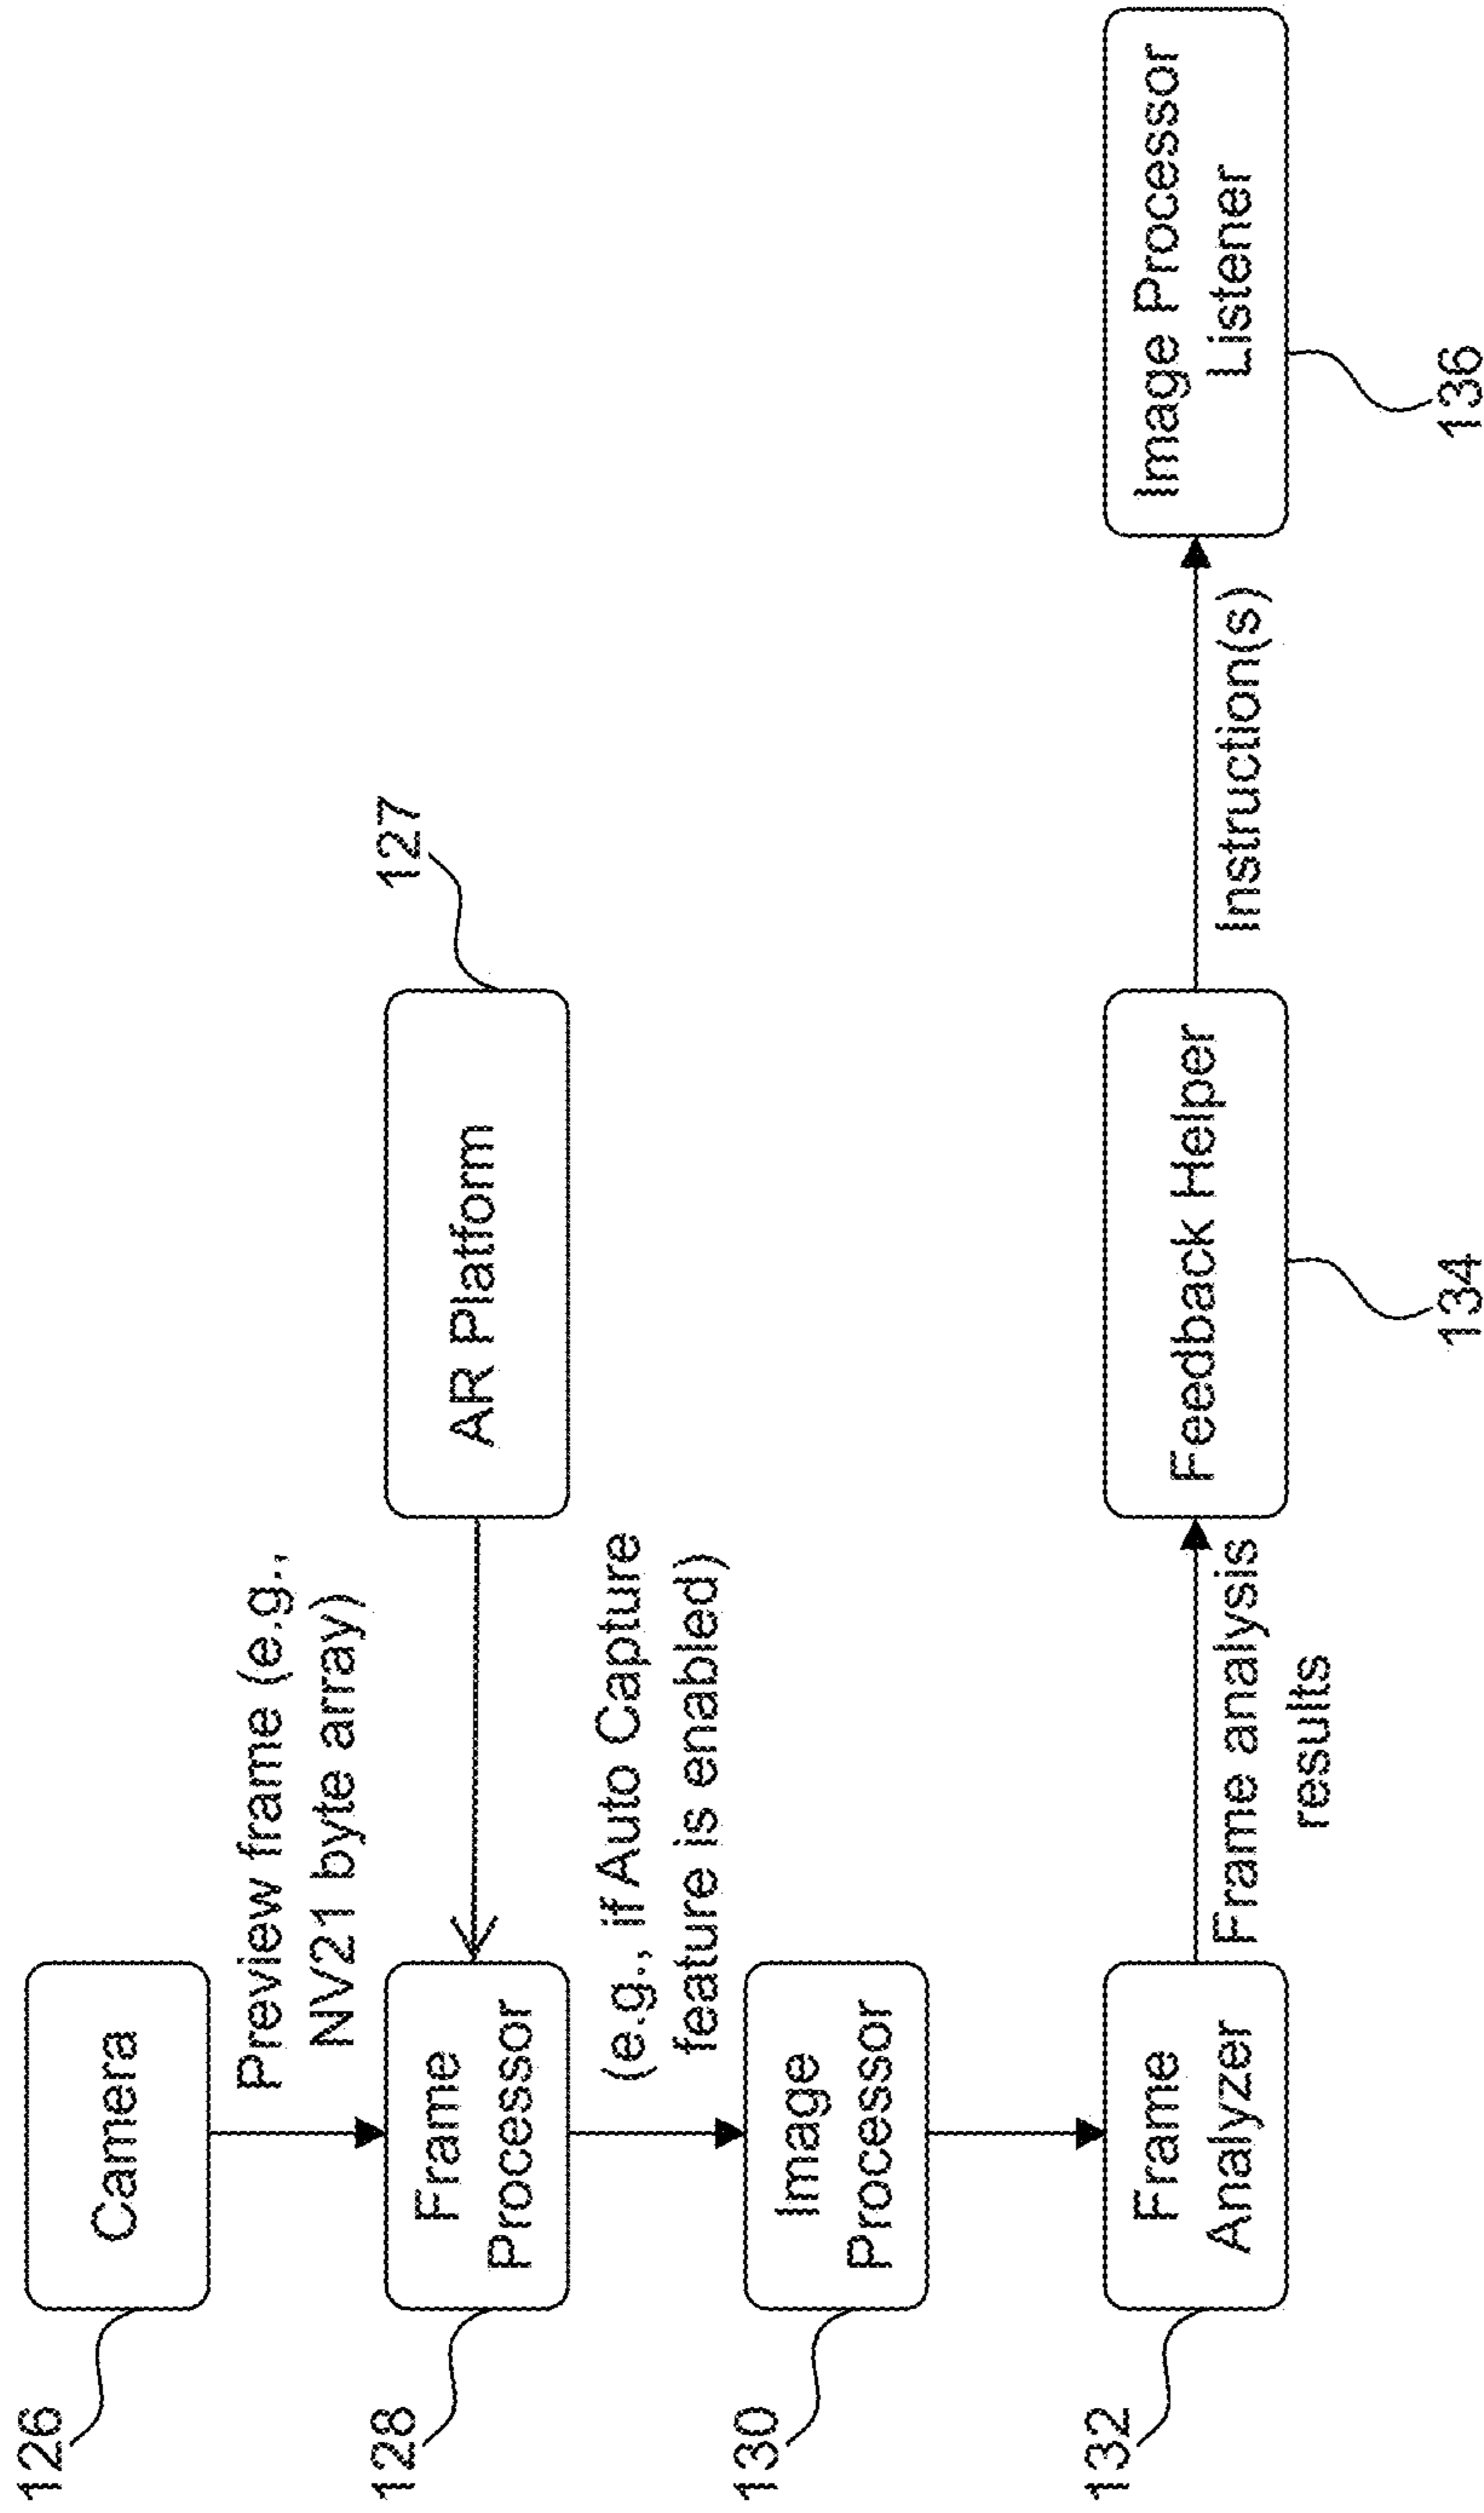 126
Camera
Preview frame (e.g.,
NV21 byte array)
128
Frame
Processor
AR Platform
127
(e.g., if Auto Capture
feature is enabled)
130
Image
Processor
132
Frame
Analyzer
Frame analysis
results
Feedback Helper
134
Instruction(s)
Image Processor
Listener
136